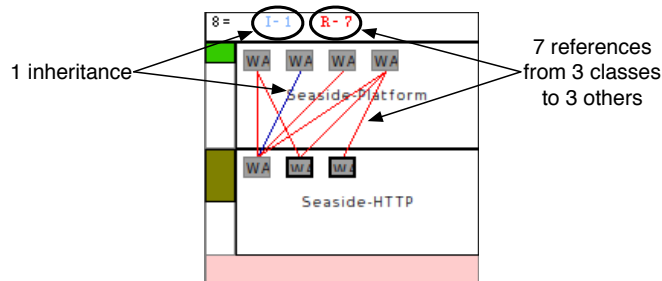 8= I-1 R-7
1 inheritance
7 references
from 3 classes
to 3 others
WA WA WA WA
Seaside-Platform
WA WA WA
Seaside-HTTP